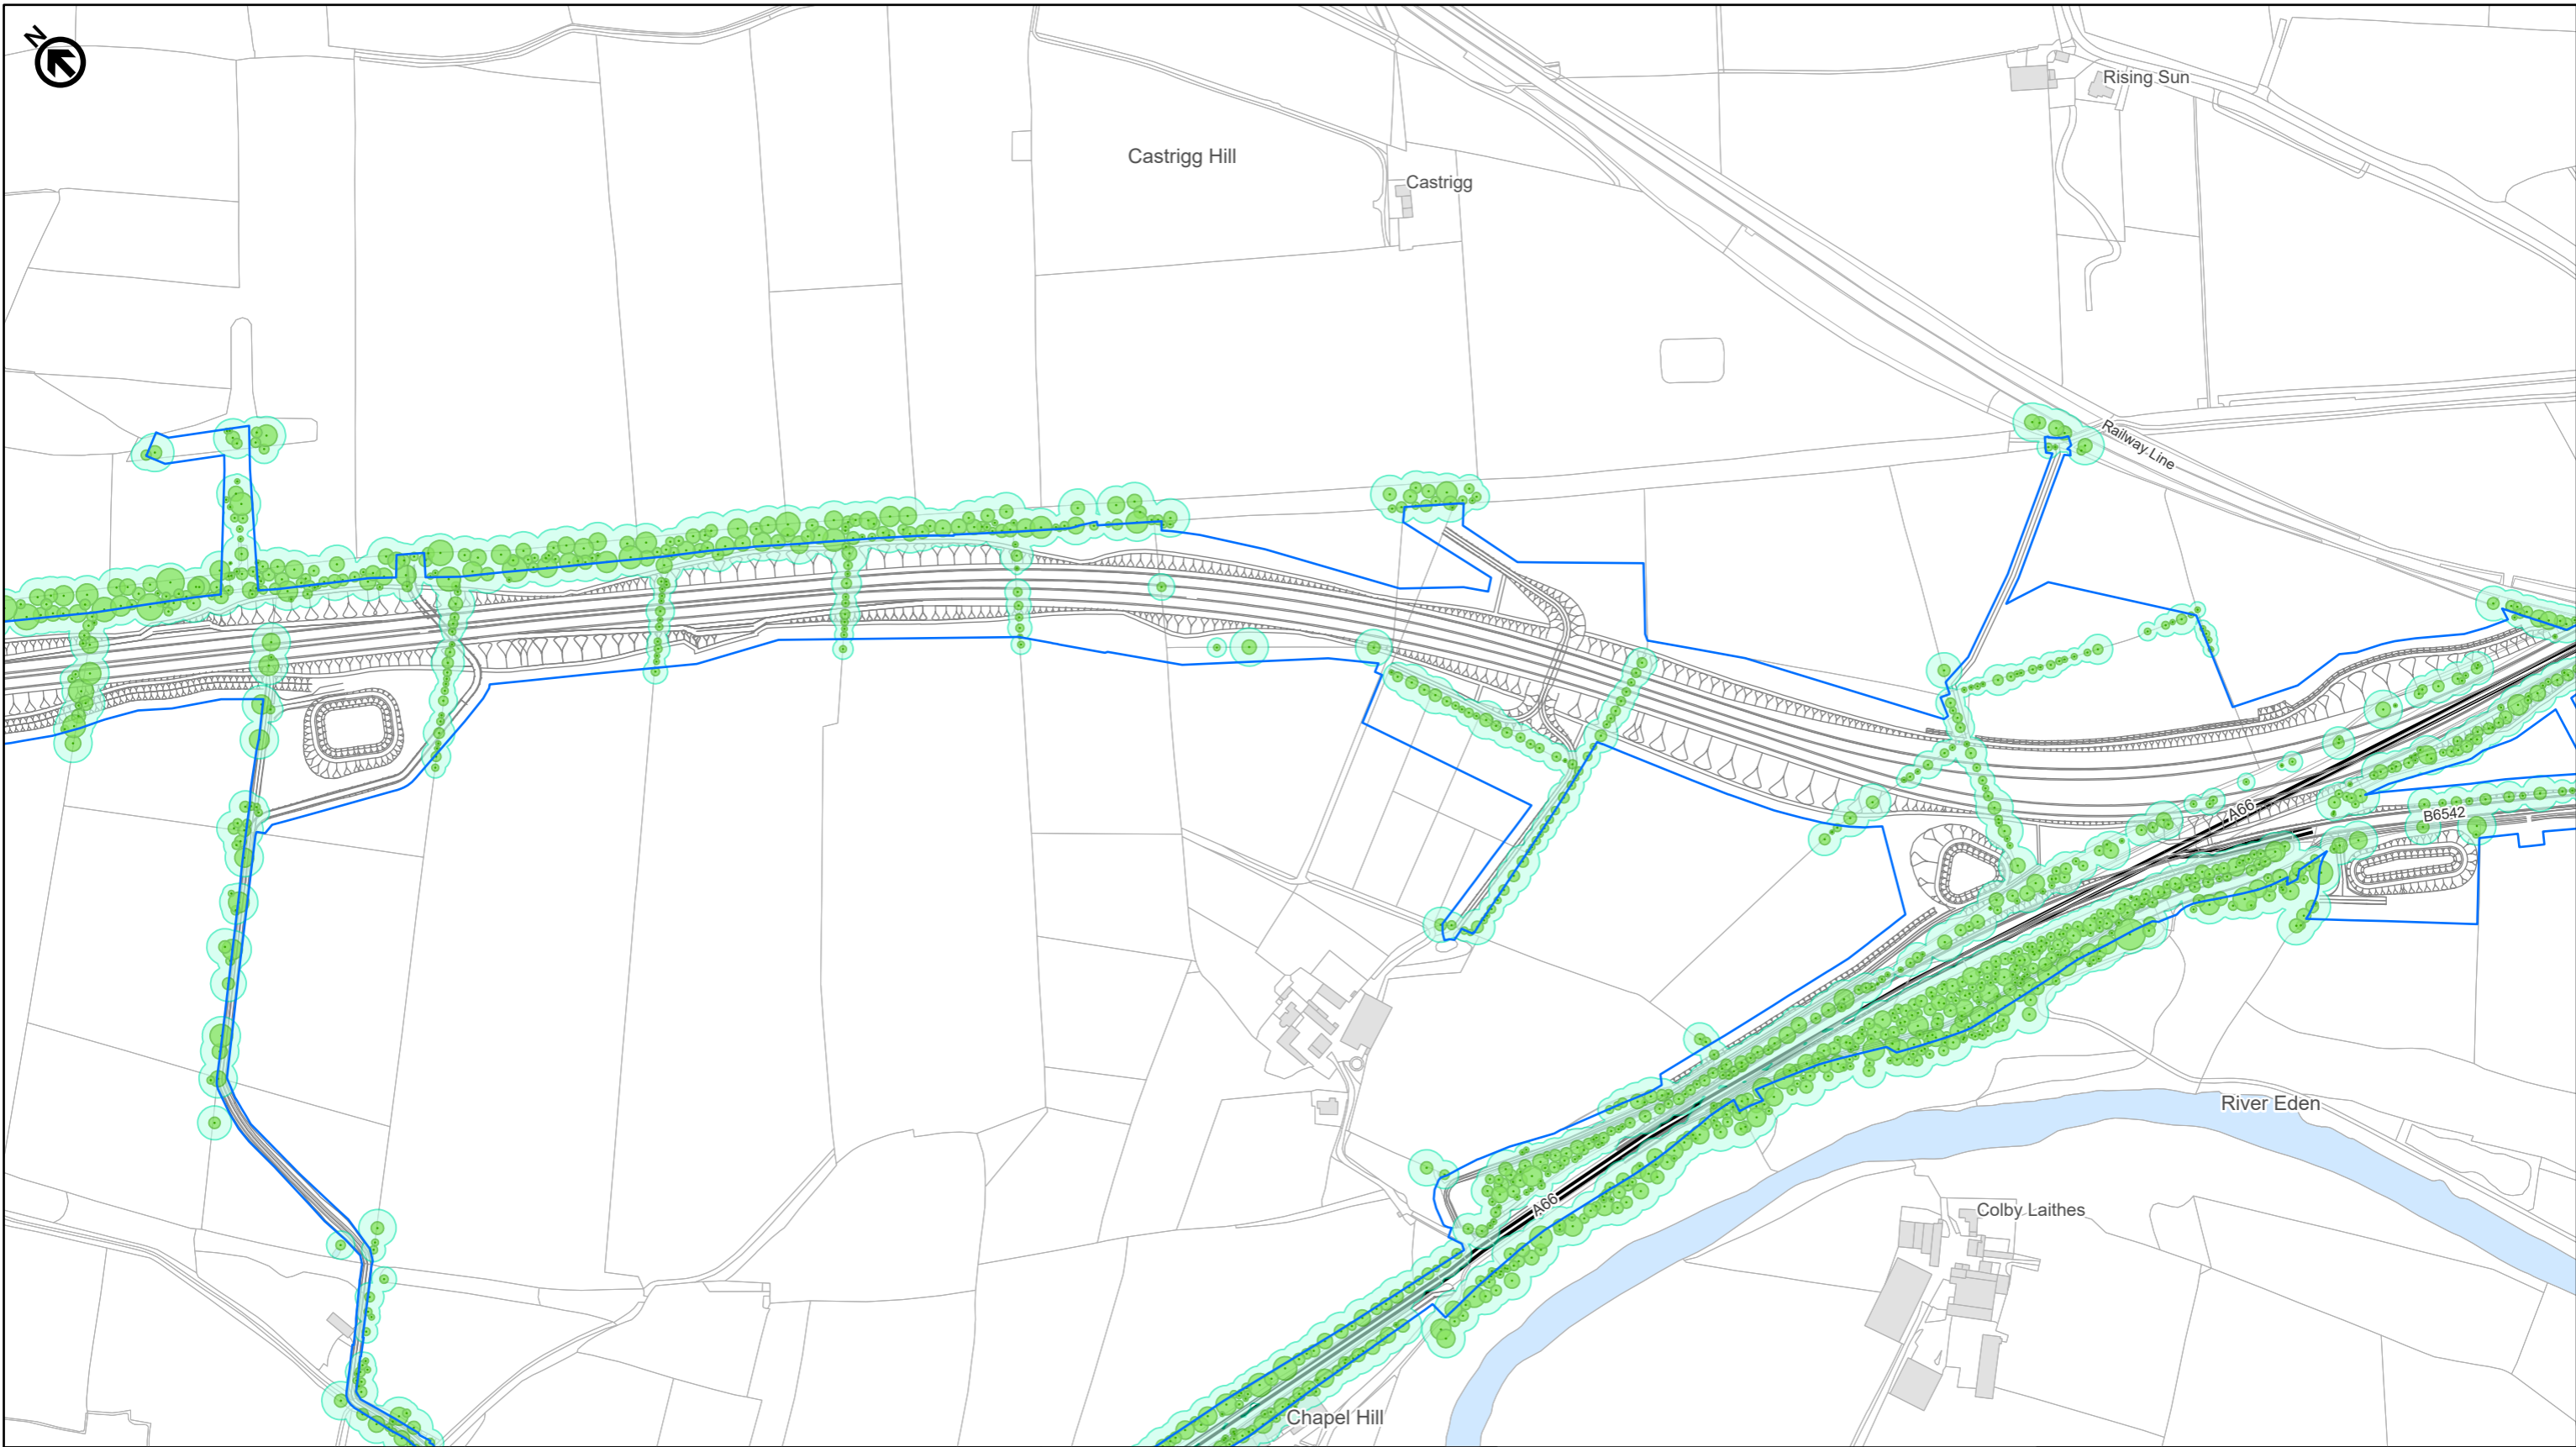 N
Rising Sun
Castrigg Hill
Castrigg
Railway Line
A66
B6542
River Eden
A66
Colby Laithes
Chapel Hill